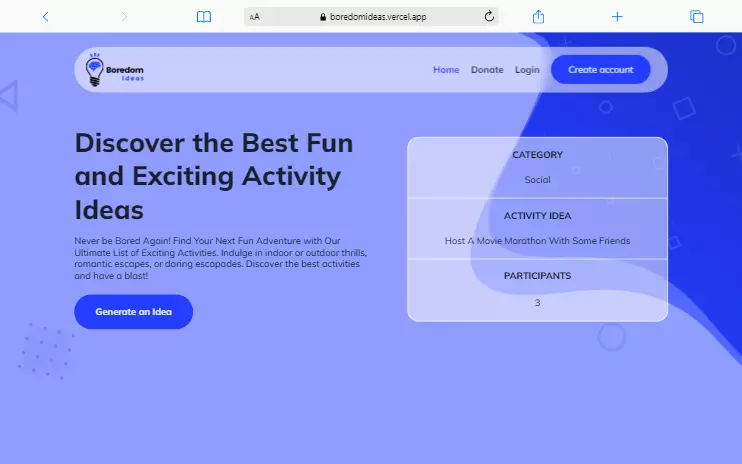 AA
boredomideas.vercel.app
Boredom
Ideas
Home Donate Login Create account
Discover the Best Fun
and Exciting Activity
Ideas
Never be Bored Again! Find Your Next Fun Adventure with Our
Ultimate List of Exciting Activities. Indulge in indoor or outdoor thrills,
romantic escapes, or daring escapades. Discover the best activities
and have a blast!
Generate an Idea
CATEGORY
Social
ACTIVITY IDEA
Host A Movie Marathon With Some Friends
PARTICIPANTS
3